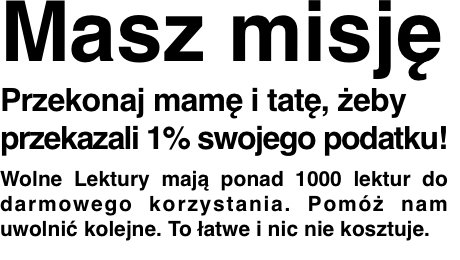 Masz misję
Przekonaj mamę i tatę, żeby
przekazali 1% swojego podatku!
Wolne Lektury mają ponad 1000 lektur do
darmowego korzystania. Pomóż nam
uwolnić kolejne. To łatwe i nic nie kosztuje.